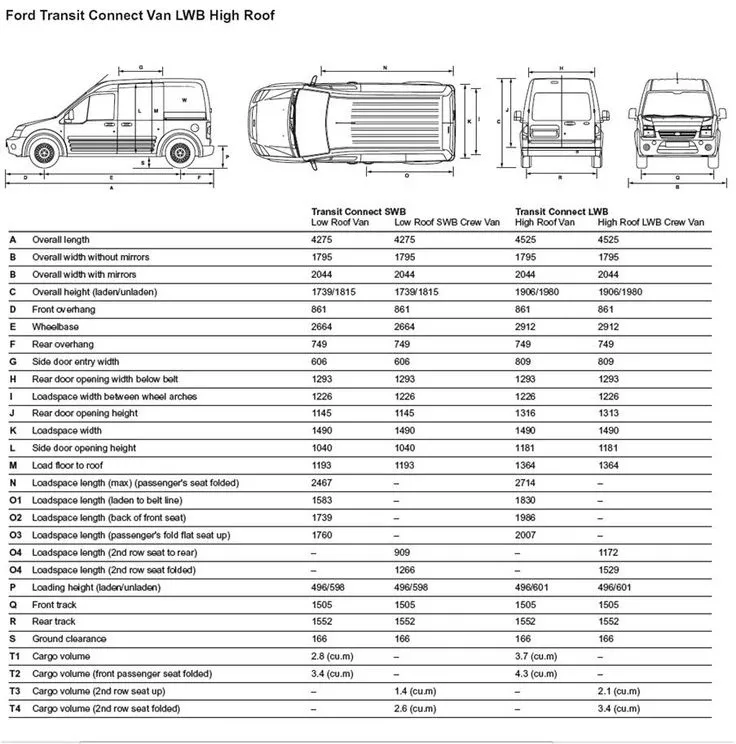 Ford Transit Connect Van LWB High Roof
G N H
L M W J C K I
P S O
D E F R Q
A B B
Transit Connect SWB Transit Connect LWB
Low Roof Van Low Roof SWB Crew Van High Roof Van High Roof LWB Crew Van
A Overall length 4275 4275 4525 4525
B Overall width without mirrors 1795 1795 1795 1795
B Overall width with mirrors 2044 2044 2044 2044
C Overall height (laden/unladen) 1739/1815 1739/1815 1906/1980 1906/1980
D Front overhang 861 861 861 861
E Wheelbase 2664 2664 2912 2912
F Rear overhang 749 749 749 749
G Side door entry width 606 606 809 809
H Rear door opening width below belt 1293 1293 1293 1293
I Loadspace width between wheel arches 1226 1226 1226 1226
J Rear door opening height 1145 1145 1316 1313
K Loadspace width 1490 1490 1490 1490
L Side door opening height 1040 1040 1181 1181
M Load floor to roof 1193 1193 1364 1364
N Loadspace length (max) (passenger's seat folded) 2467 – 2714 –
O1 Loadspace length (laden to belt line) 1583 – 1830 –
O2 Loadspace length (back of front seat) 1739 – 1986 –
O3 Loadspace length (passenger's fold flat seat up) 1760 – 2007 –
O4 Loadspace length (2nd row seat to rear) – 909 – 1172
O4 Loadspace length (2nd row seat folded) – 1266 – 1529
P Loading height (laden/unladen) 496/598 496/598 496/601 496/601
Q Front track 1505 1505 1505 1505
R Rear track 1552 1552 1552 1552
S Ground clearance 166 166 166 166
T1 Cargo volume 2.8 (cu.m) – 3.7 (cu.m) –
T2 Cargo volume (front passenger seat folded) 3.4 (cu.m) – 4.3 (cu.m) –
T3 Cargo volume (2nd row seat up) – 1.4 (cu.m) – 2.1 (cu.m)
T4 Cargo volume (2nd row seat folded) – 2.6 (cu.m) – 3.4 (cu.m)